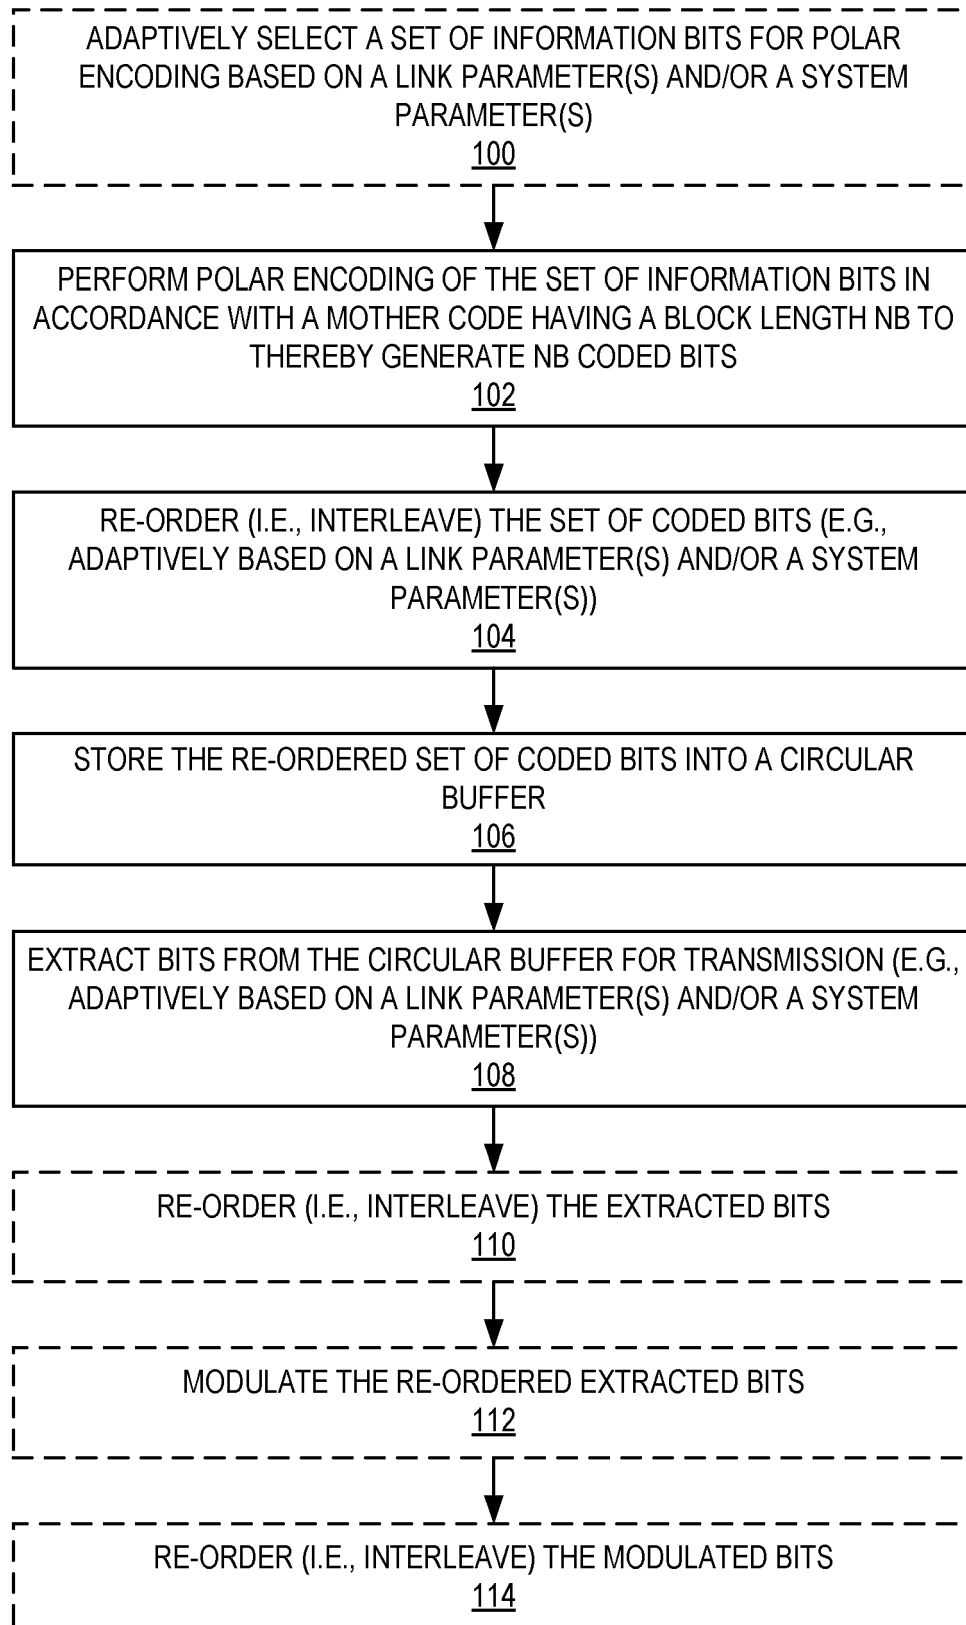 ADAPTIVELY SELECT A SET OF INFORMATION BITS FOR POLAR
ENCODING BASED ON A LINK PARAMETER(S) AND/OR A SYSTEM
PARAMETER(S)
100
PERFORM POLAR ENCODING OF THE SET OF INFORMATION BITS IN
ACCORDANCE WITH A MOTHER CODE HAVING A BLOCK LENGTH NB TO
THEREBY GENERATE NB CODED BITS
102
RE-ORDER (I.E., INTERLEAVE) THE SET OF CODED BITS (E.G.,
ADAPTIVELY BASED ON A LINK PARAMETER(S) AND/OR A SYSTEM
PARAMETER(S))
104
STORE THE RE-ORDERED SET OF CODED BITS INTO A CIRCULAR
BUFFER
106
EXTRACT BITS FROM THE CIRCULAR BUFFER FOR TRANSMISSION (E.G.,
ADAPTIVELY BASED ON A LINK PARAMETER(S) AND/OR A SYSTEM
PARAMETER(S))
108
RE-ORDER (I.E., INTERLEAVE) THE EXTRACTED BITS
110
MODULATE THE RE-ORDERED EXTRACTED BITS
112
RE-ORDER (I.E., INTERLEAVE) THE MODULATED BITS
114